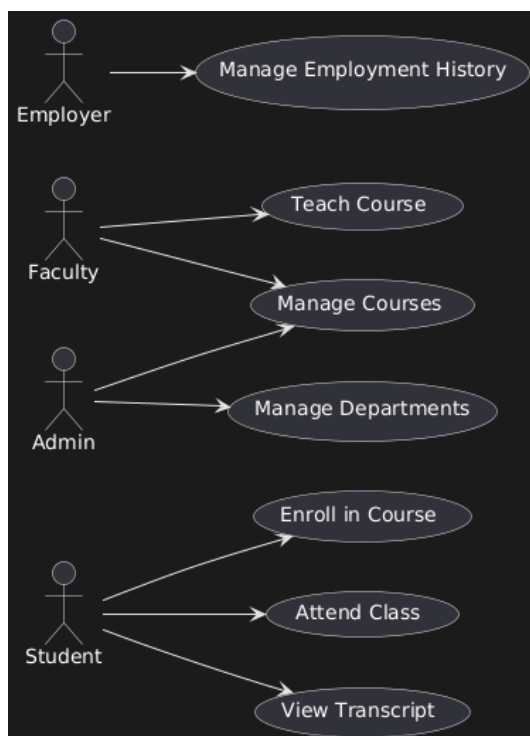 Manage Employment History
Employer
Teach Course
Faculty
Manage Courses
Manage Departments
Admin
Enroll in Course
Attend Class
Student
View Transcript